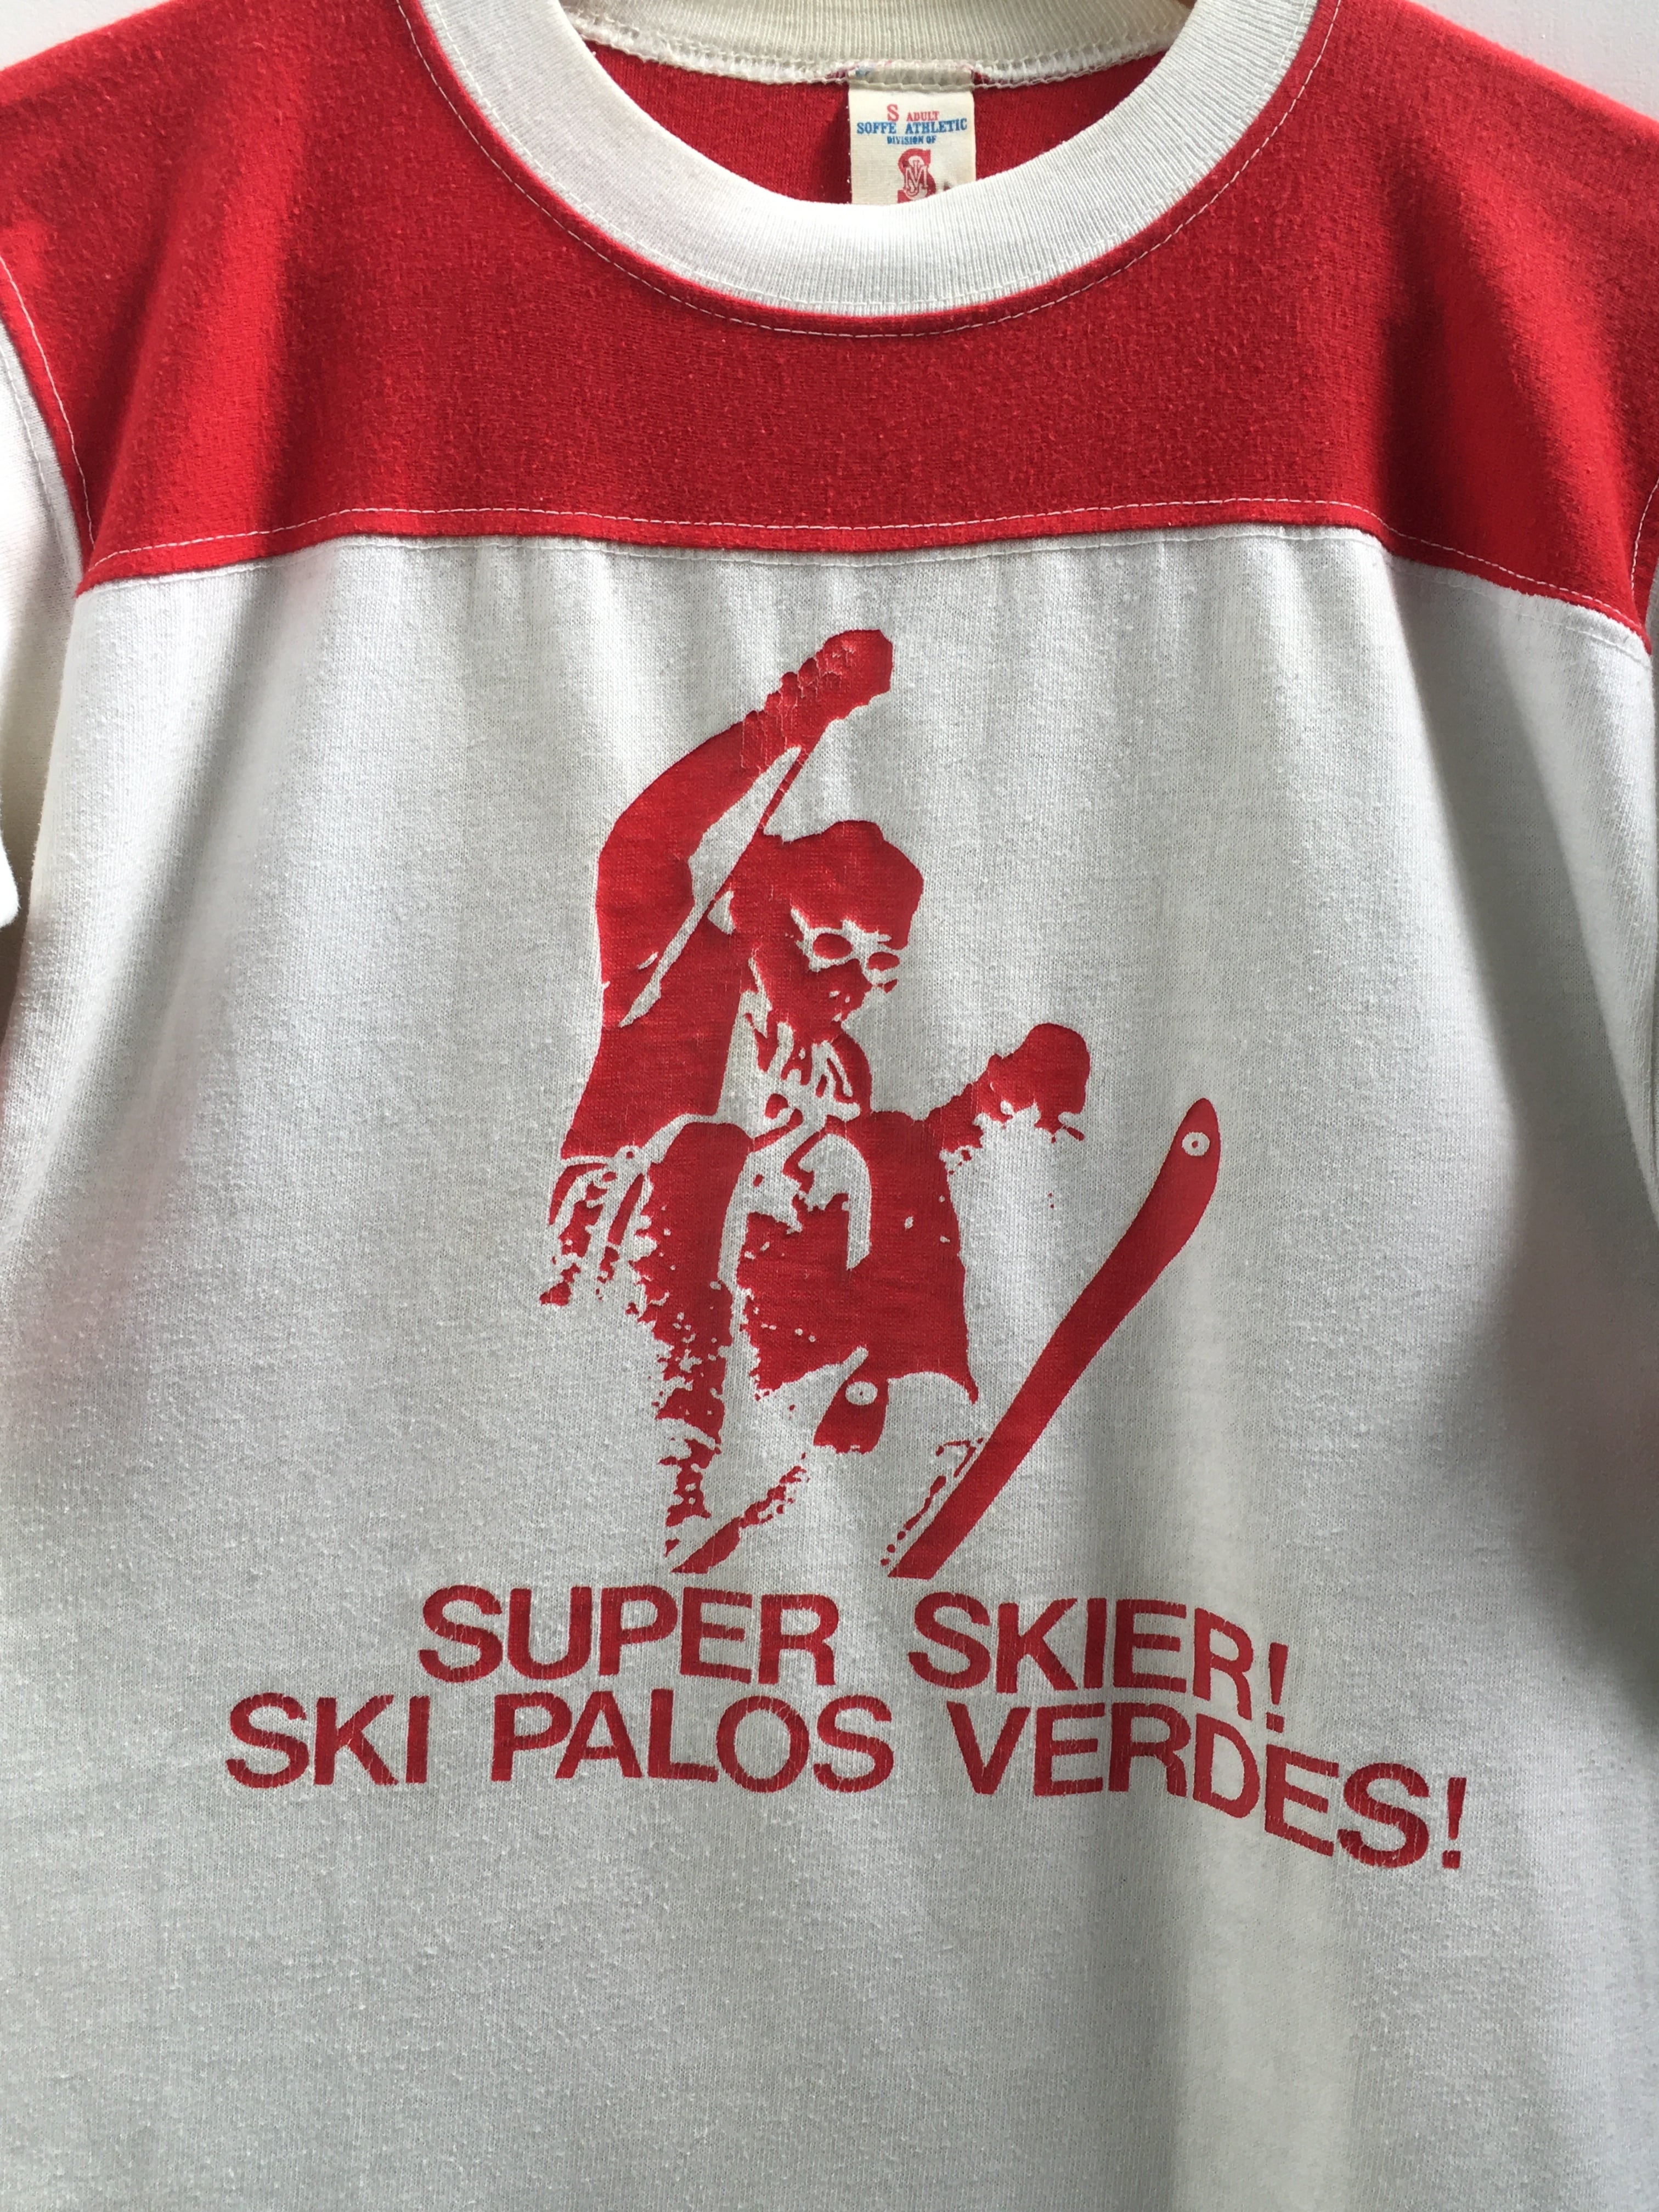 S ADULT
SOFFE ATHLETIC
DIVISION OF
SUPER SKIER!
SKI PALOS VERDES!